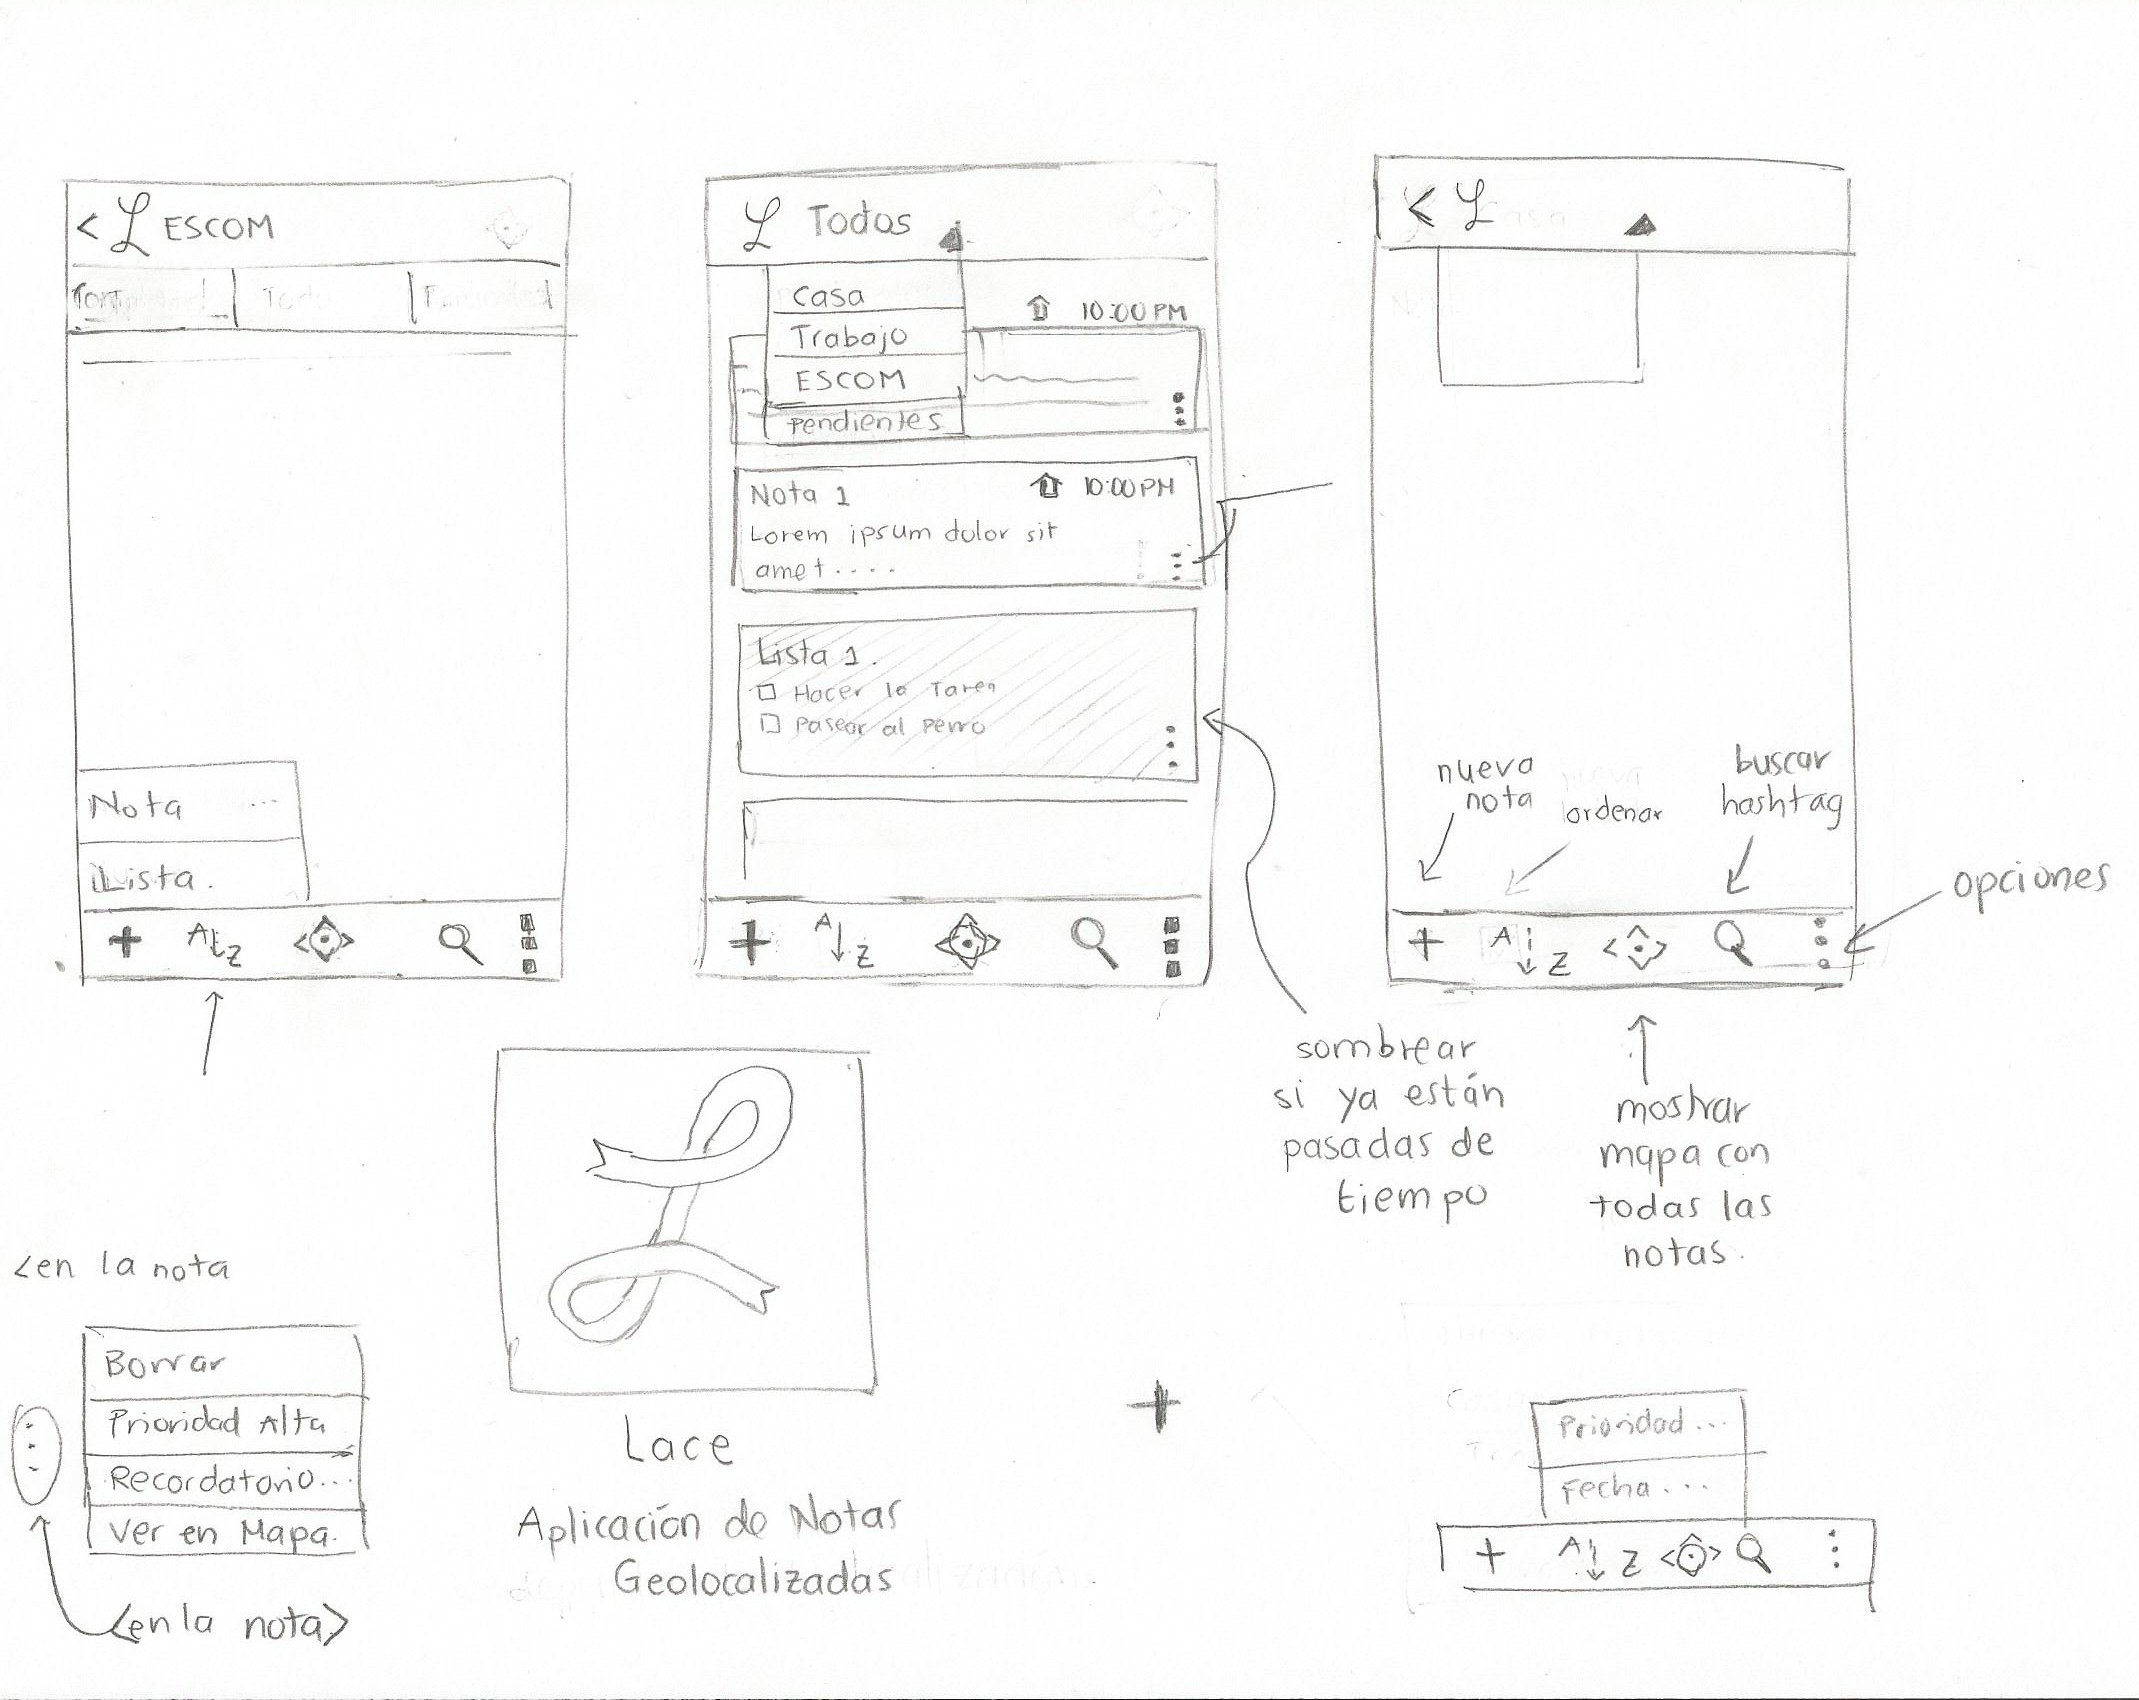 < L ESCOM
Nota ...
Lista.
A Z
L Todos
Casa
Trabajo
ESCOM
Pendientes
10:00 PM
Nota 1 10:00 PM
Lorem ipsum dolor sit
amet ....
Lista 1.
Hacer la Tarea
Pasear al perro
A Z
< L
nueva
nota
ordenar
buscar
hashtag
opciones
A Z
sombrear
si ya están
pasadas de
tiempo
mostrar
mapa con
todas las
notas.
<en la nota
Borrar
Prioridad Alta
Recordatorio...
Ver en Mapa.
<en la nota>
Lace
Aplicación de Notas
Geolocalizadas
Prioridad...
Fecha...
A Z